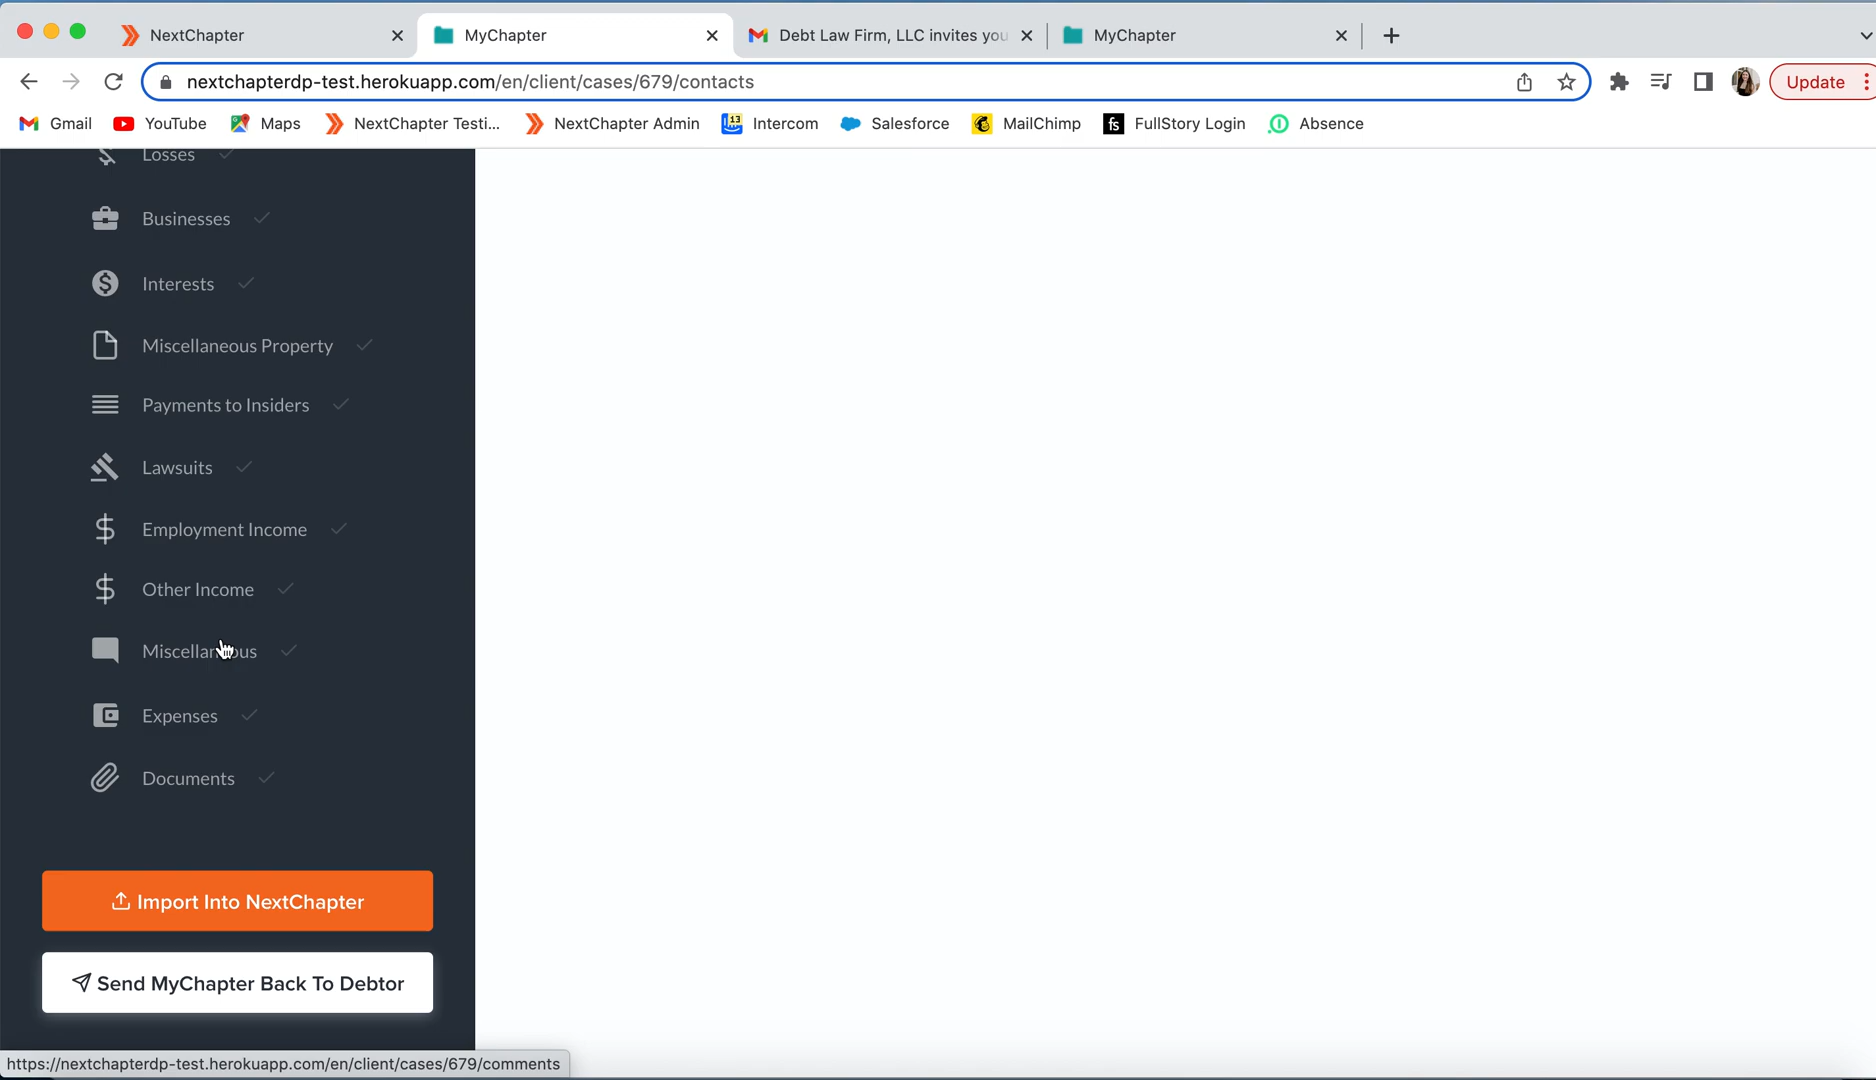 NextChapter
MyChapter
Debt Law Firm, LLC invites you
MyChapter
nextchapterdp-test.herokuapp.com/en/client/cases/679/contacts
Update
Gmail
YouTube
Maps
NextChapter Testi...
NextChapter Admin
13
Intercom
Salesforce
MailChimp
fs
FullStory Login
Absence
Losses
Businesses
Interests
Miscellaneous Property
Payments to Insiders
Lawsuits
Employment Income
Other Income
Miscellaneous
Expenses
Documents
Import Into NextChapter
Send MyChapter Back To Debtor
https://nextchapterdp-test.herokuapp.com/en/client/cases/679/comments